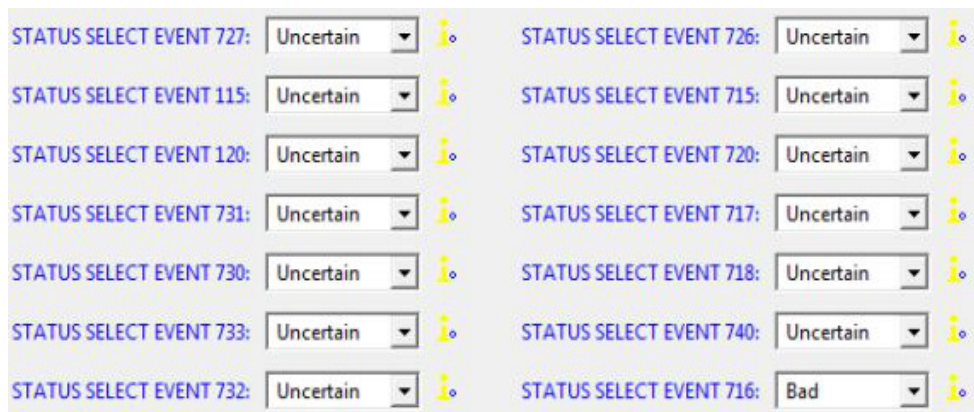 STATUS SELECT EVENT 727: Uncertain STATUS SELECT EVENT 726: Uncertain
STATUS SELECT EVENT 115: Uncertain STATUS SELECT EVENT 715: Uncertain
STATUS SELECT EVENT 120: Uncertain STATUS SELECT EVENT 720: Uncertain
STATUS SELECT EVENT 731: Uncertain STATUS SELECT EVENT 717: Uncertain
STATUS SELECT EVENT 730: Uncertain STATUS SELECT EVENT 718: Uncertain
STATUS SELECT EVENT 733: Uncertain STATUS SELECT EVENT 740: Uncertain
STATUS SELECT EVENT 732: Uncertain STATUS SELECT EVENT 716: Bad